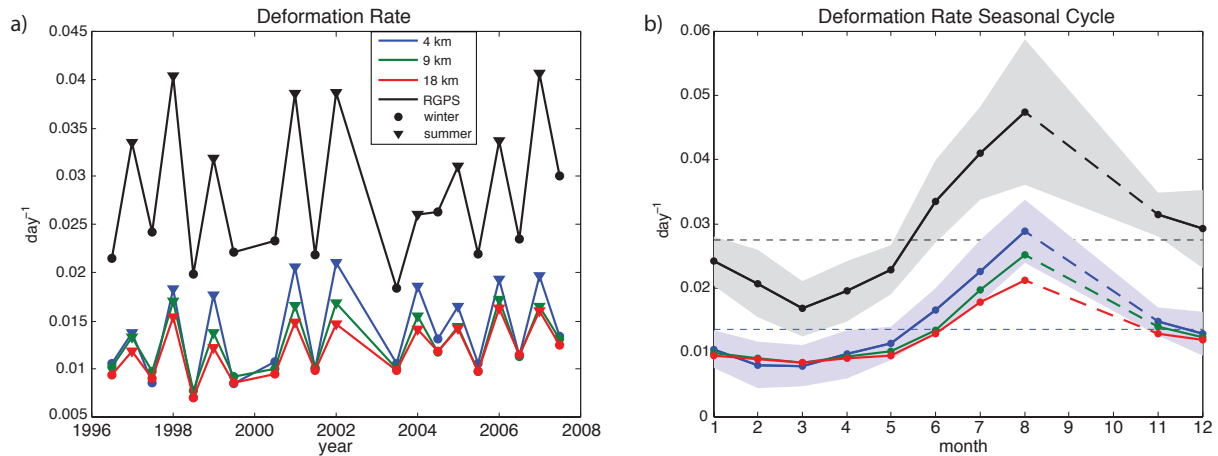 a)
Deformation Rate
0.045
0.04
0.035
0.03
0.025
0.02
0.015
0.01
0.005
day⁻¹
4 km
9 km
18 km
RGPS
winter
summer
1996 1998 2000 2002 2004 2006 2008
year
b)
Deformation Rate Seasonal Cycle
0.06
0.05
0.04
0.03
0.02
0.01
0
day⁻¹
1 2 3 4 5 6 7 8 9 10 11 12
month